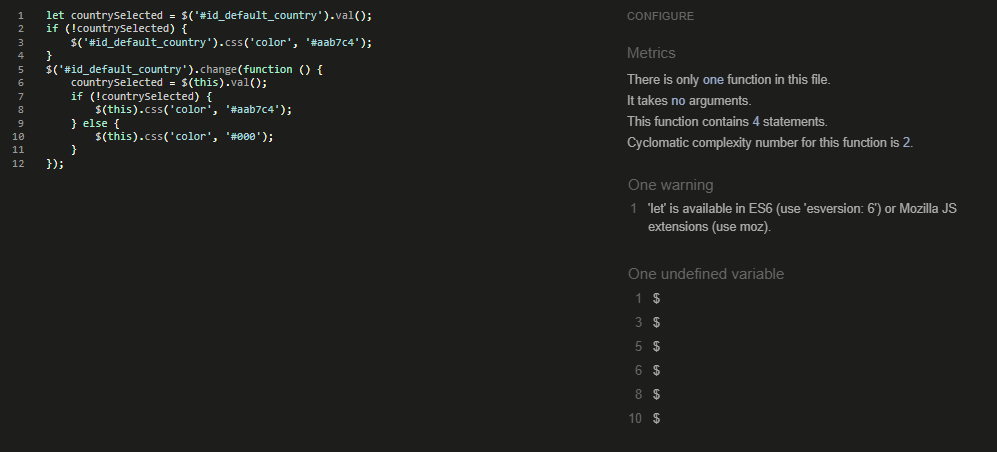 1 let countrySelected = $('#id_default_country').val();
2 if (!countrySelected) {
3 $('#id_default_country').css('color', '#aab7c4');
4 }
5 $('#id_default_country').change(function () {
6 countrySelected = $(this).val();
7 if (!countrySelected) {
8 $(this).css('color', '#aab7c4');
9 } else {
10 $(this).css('color', '#000');
11 }
12 });
CONFIGURE
Metrics
There is only one function in this file.
It takes no arguments.
This function contains 4 statements.
Cyclomatic complexity number for this function is 2.
One warning
1 'let' is available in ES6 (use 'esversion: 6') or Mozilla JS
extensions (use moz).
One undefined variable
1 $
3 $
5 $
6 $
8 $
10 $